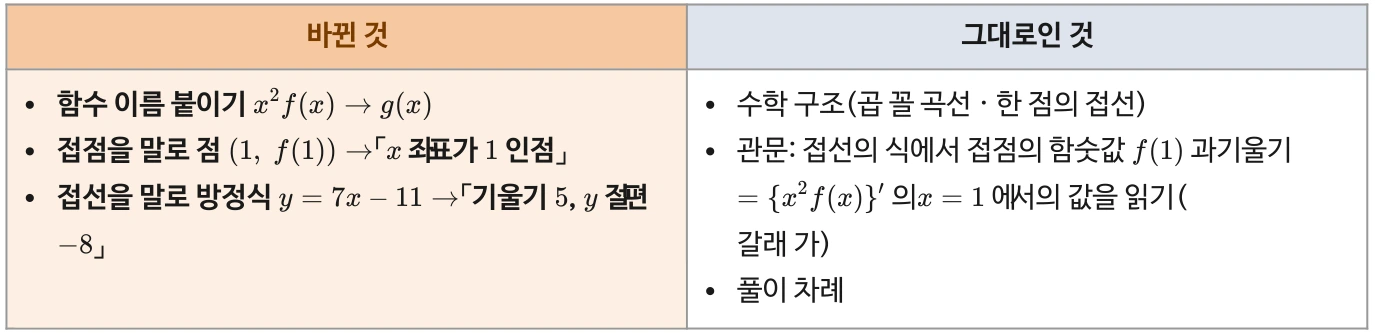 바뀐 것
그대로인 것
• 함수 이름 붙이기 x²f(x) → g(x)
• 접점을 말로 점 (1, f(1)) →「x 좌표가 1 인점」
• 접선을 말로 방정식 y = 7x − 11 →「기울기 5, y 절편
−8」
• 수학 구조(곱 꼴 곡선 · 한 점의 접선)
• 관문: 접선의 식에서 접점의 함숫값 f(1) 과기울기
= {x²f(x)}′ 의x = 1 에서의 값을 읽기(
갈래 가)
• 풀이 차례